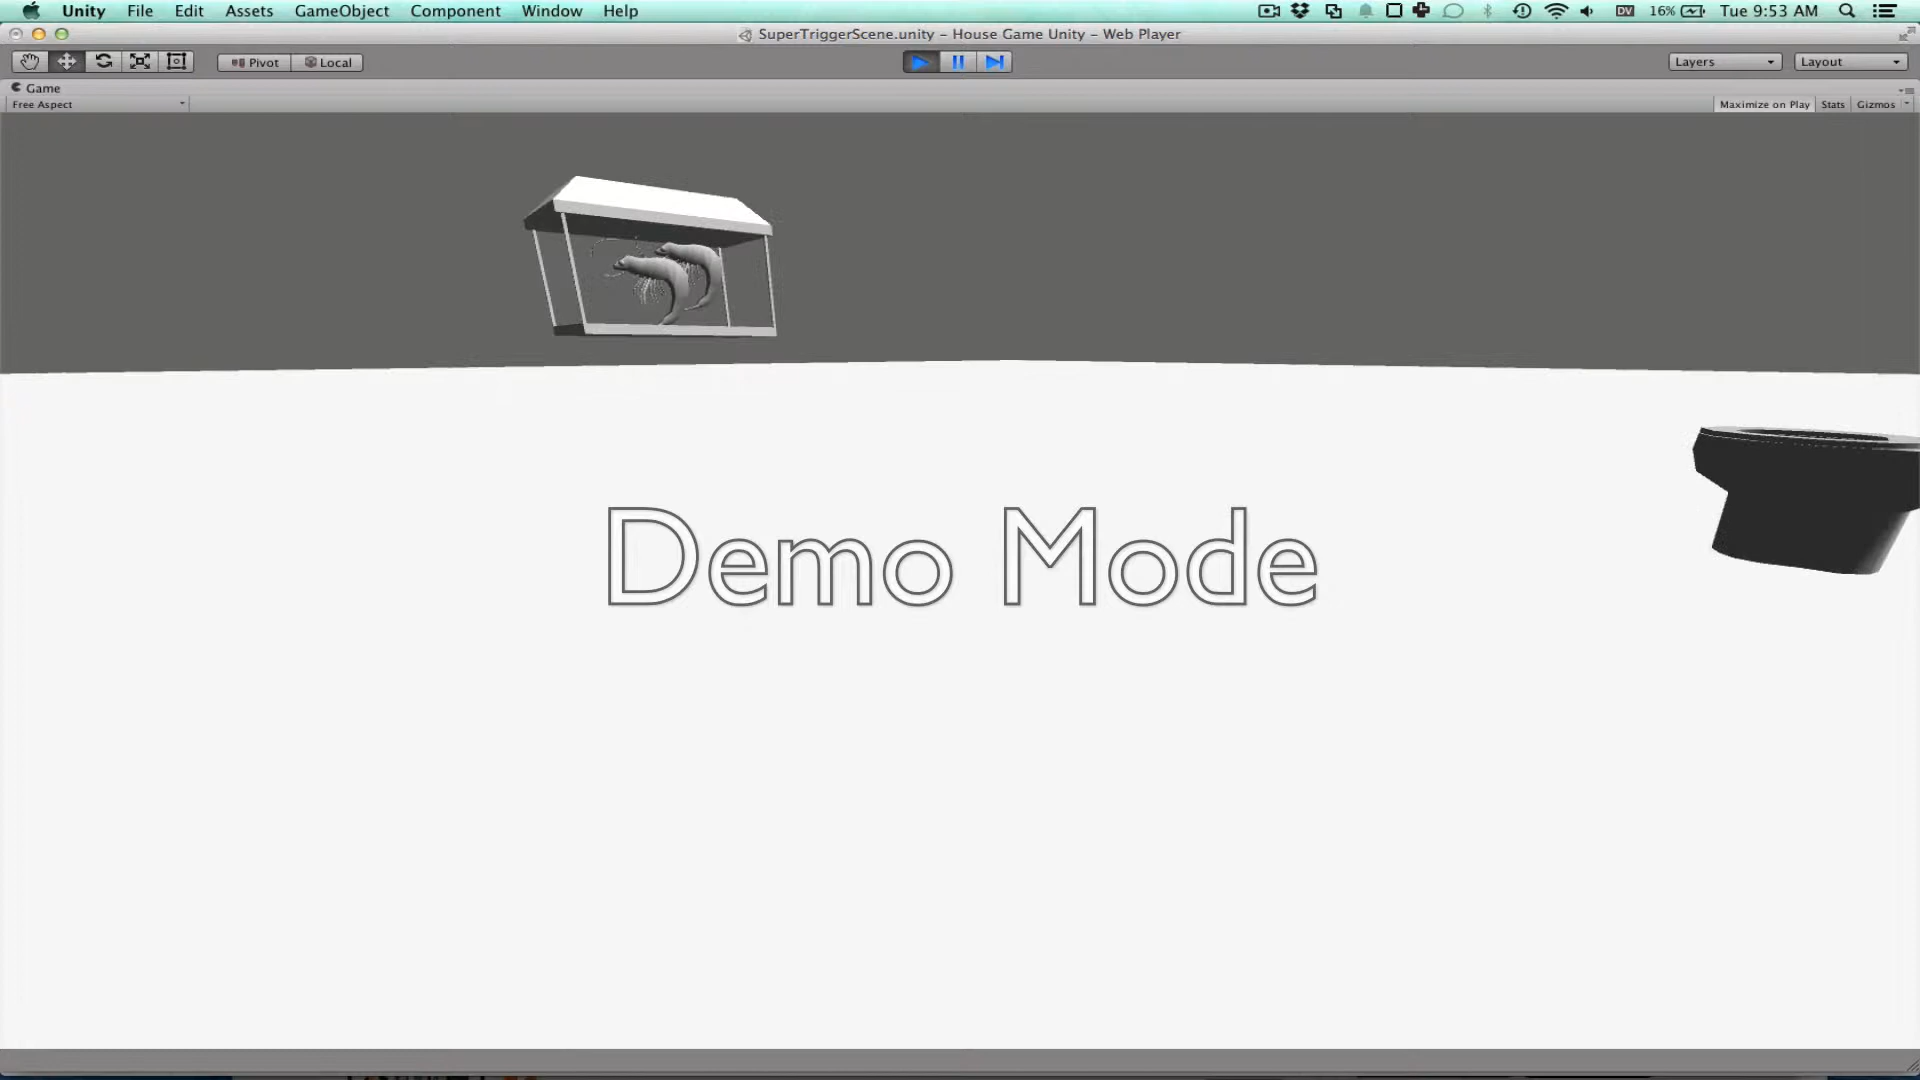 Unity File Edit Assets GameObject Component Window Help DV 16% Tue 9:53 AM
SuperTriggerScene.unity - House Game Unity - Web Player
Pivot Local Layers Layout
Game
Free Aspect Maximize on Play Stats Gizmos
Demo Mode